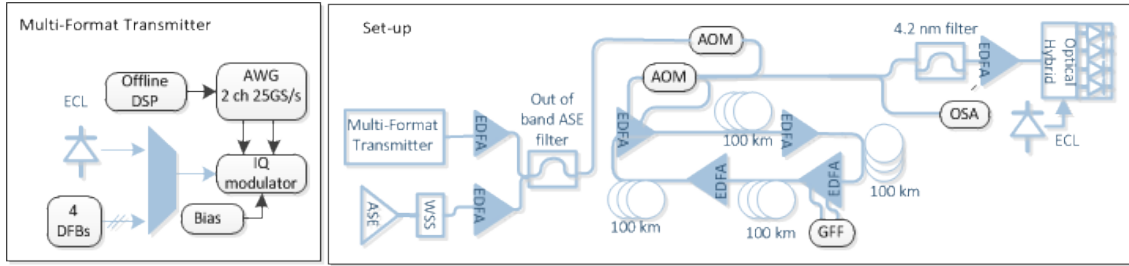 Multi-Format Transmitter
Offline
DSP
AWG
2 ch 25GS/s
ECL
IQ
modulator
4
DFBs
Bias
Set-up
Multi-Format
Transmitter
EDFA
ASE
WSS
EDFA
Out of
band ASE
filter
AOM
AOM
EDFA
100 km
EDFA
100 km
EDFA
GFF
100 km
EDFA
100 km
4.2 nm filter
EDFA
OSA
Optical
Hybrid
ECL